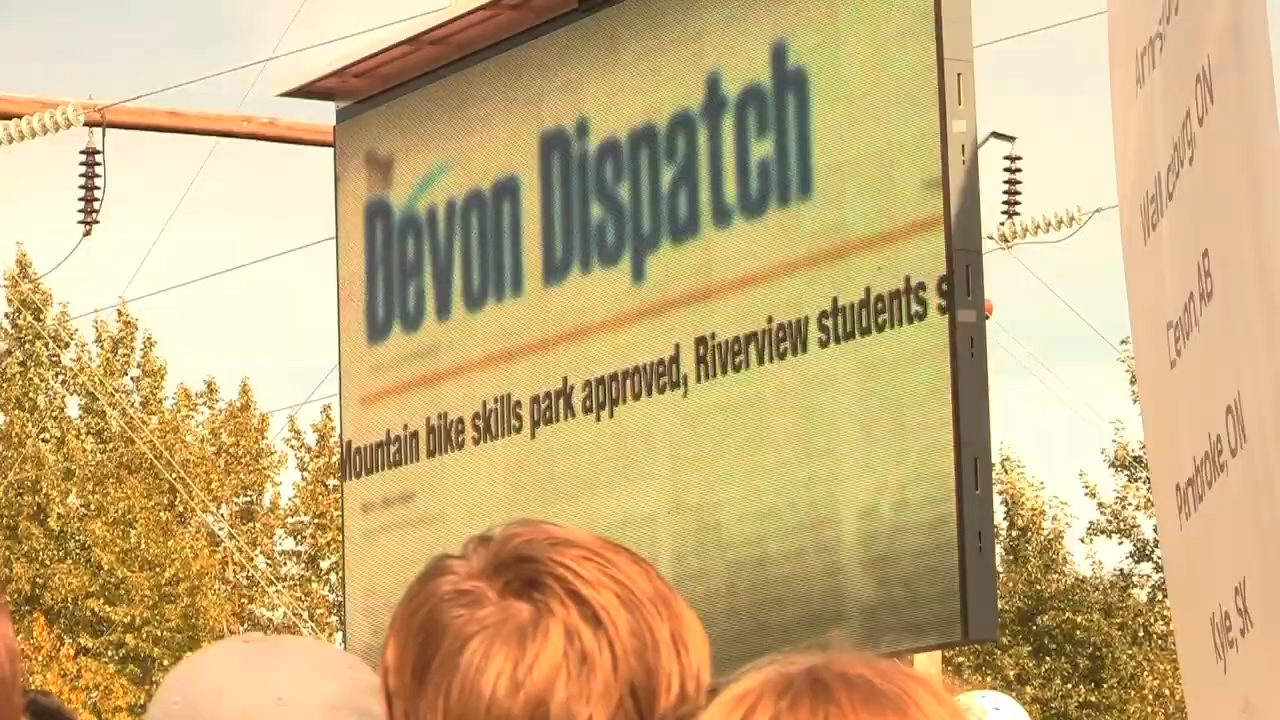 The
Devon Dispatch
Mountain bike skills park approved, Riverview students s
Wallaceburg, ON
Devon, AB
Pembroke, ON
Kyle, SK